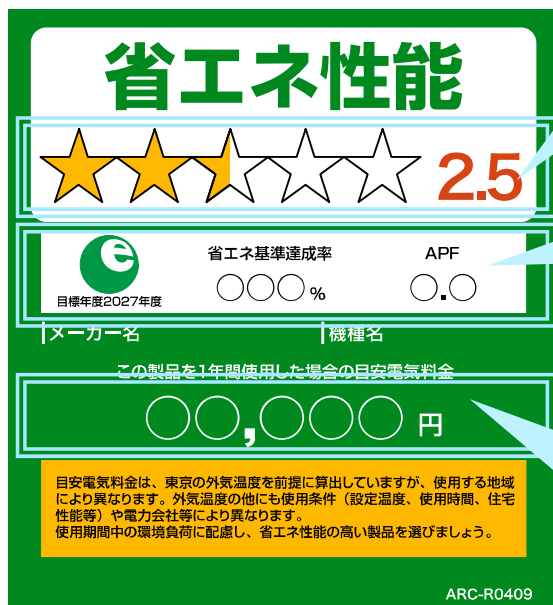 省エネ性能
2.5
e
省エネ基準達成率 APF
○○○% ○.○
目標年度2027年度
メーカー名 機種名
この製品を1年間使用した場合の目安電気料金
○○,○○○円
目安電気料金は、東京の外気温度を前提に算出していますが、使用する地域
により異なります。外気温度の他にも使用条件（設定温度、使用時間、住宅
性能等）や電力会社等により異なります。
使用期間中の環境負荷に配慮し、省エネ性能の高い製品を選びましょう。
ARC-R0409